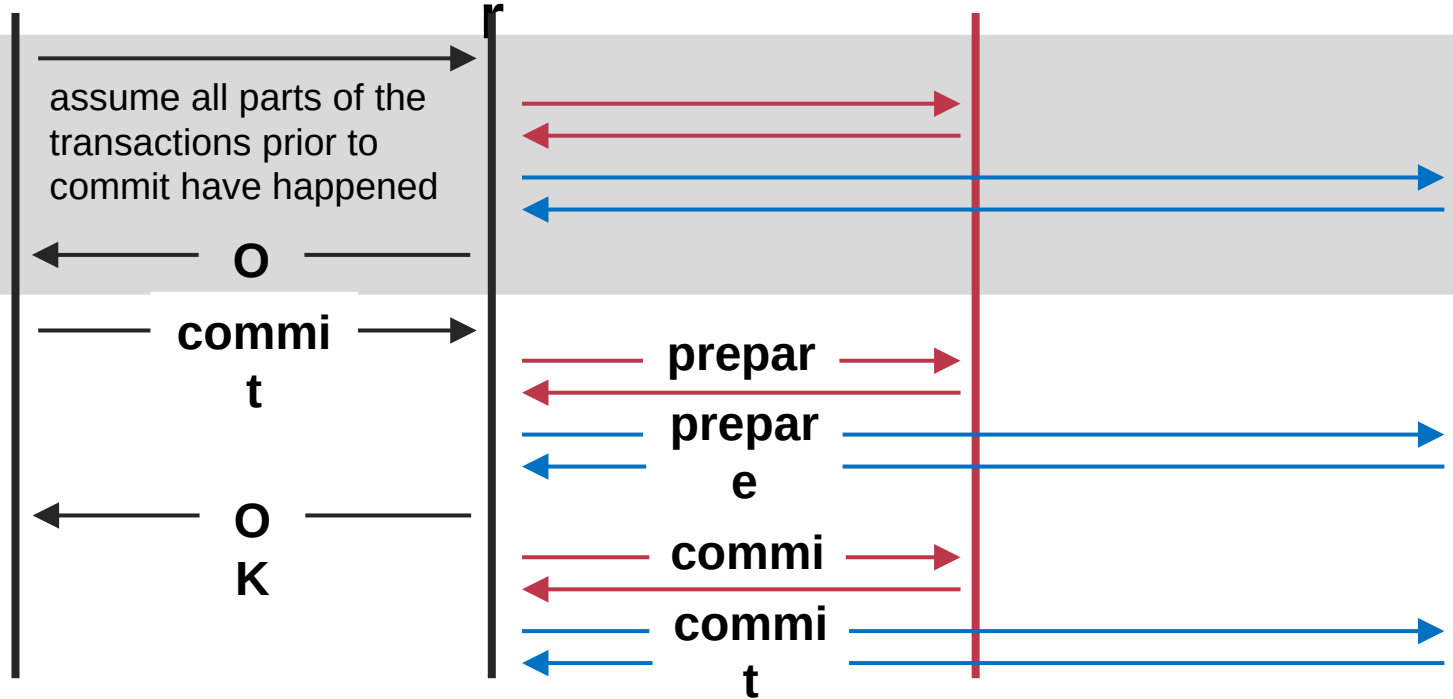 r
assume all parts of the
transactions prior to
commit have happened
O
commi
t
prepar
prepar
e
O
K
commi
commi
t